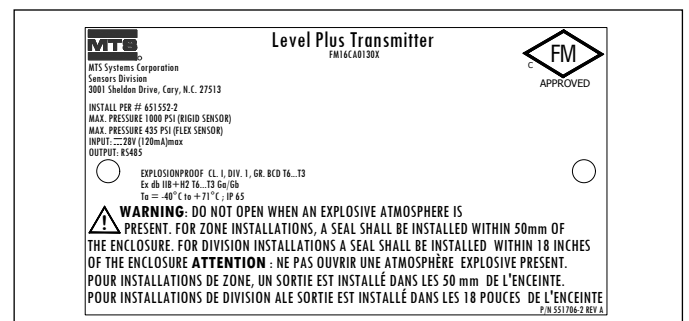 MTS
Level Plus Transmitter
FM16CA0130X
FM
C
APPROVED
MTS Systems Corporation
Sensors Division
3001 Sheldon Drive, Cary, N.C. 27513
INSTALL PER # 651552-2
MAX. PRESSURE 1000 PSI (RIGID SENSOR)
MAX. PRESSURE 435 PSI (FLEX SENSOR)
INPUT: ⎓28V (120mA)max
OUTPUT: RS485
EXPLOSIONPROOF CL. I, DIV. 1, GR. BCD T6...T3
Ex db IIB+H2 T6...T3 Ga/Gb
Ta = -40°C to +71°C ; IP 65
WARNING: DO NOT OPEN WHEN AN EXPLOSIVE ATMOSPHERE IS
PRESENT. FOR ZONE INSTALLATIONS, A SEAL SHALL BE INSTALLED WITHIN 50mm OF
THE ENCLOSURE. FOR DIVISION INSTALLATIONS A SEAL SHALL BE INSTALLED WITHIN 18 INCHES
OF THE ENCLOSURE ATTENTION : NE PAS OUVRIR UNE ATMOSPHÈRE EXPLOSIVE PRESENT.
POUR INSTALLATIONS DE ZONE, UN SORTIE EST INSTALLÉ DANS LES 50 mm DE L'ENCEINTE.
POUR INSTALLATIONS DE DIVISION ALE SORTIE EST INSTALLÉ DANS LES 18 POUCES DE L'ENCEINTE
P/N 551706-2 REV A